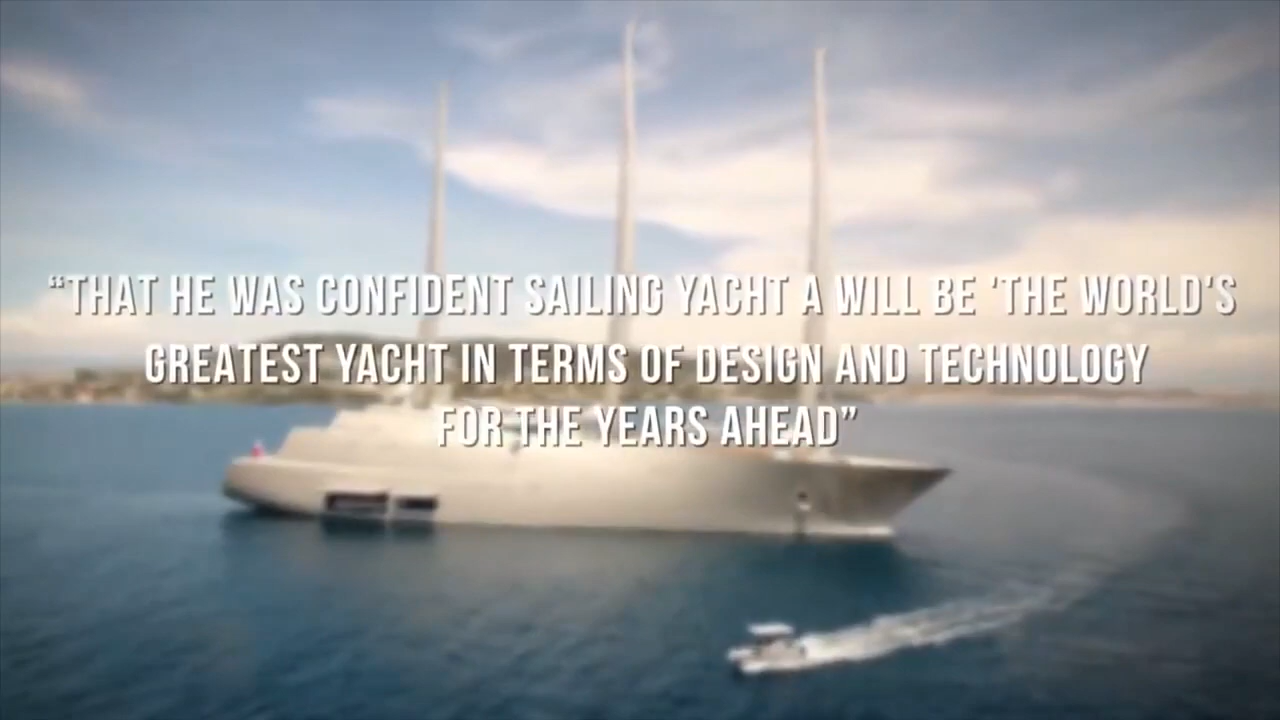 “THAT HE WAS CONFIDENT SAILING YACHT A WILL BE 'THE WORLD'S
GREATEST YACHT IN TERMS OF DESIGN AND TECHNOLOGY
FOR THE YEARS AHEAD”